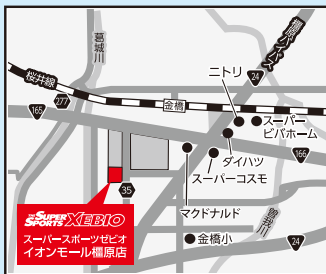 葛城川
橿原バイパス
24
桜井線
277
金橋
ニトリ
スーパー
ビバホーム
165
ダイハツ
166
スーパーコスモ
35
マクドナルド
SUPER
SPORTS XEBIO
スーパースポーツゼビオ
イオンモール橿原店
金橋小
曽我川
24